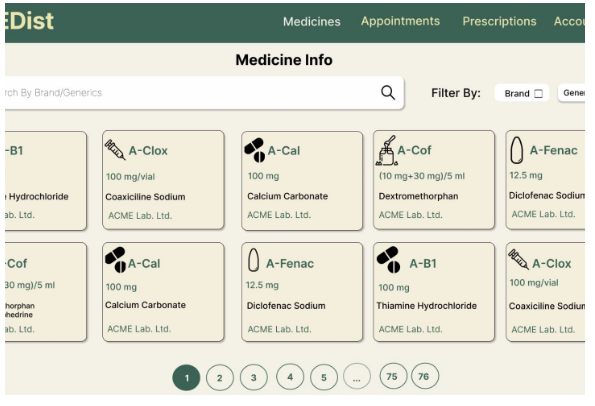 EDist
Medicines Appointments Prescriptions Accou
Medicine Info
rch By Brand/Generics
Filter By: Brand Gener
-B1
Hydrochloride
ab. Ltd.
A-Clox
100 mg/vial
Coaxiciline Sodium
ACME Lab. Ltd.
A-Cal
100 mg
Calcium Carbonate
ACME Lab. Ltd.
A-Cof
(10 mg+30 mg)/5 ml
Dextromethorphan
ACME Lab. Ltd.
A-Fenac
12.5 mg
Diclofenac Sodium
ACME Lab. Ltd.
-Cof
30 mg)/5 ml
horphan
hedrine
ab. Ltd.
A-Cal
100 mg
Calcium Carbonate
ACME Lab. Ltd.
A-Fenac
12.5 mg
Diclofenac Sodium
ACME Lab. Ltd.
A-B1
100 mg
Thiamine Hydrochloride
ACME Lab. Ltd.
A-Clox
100 mg/vial
Coaxiciline Sodium
ACME Lab. Ltd.
1 2 3 4 5 ... 75 76